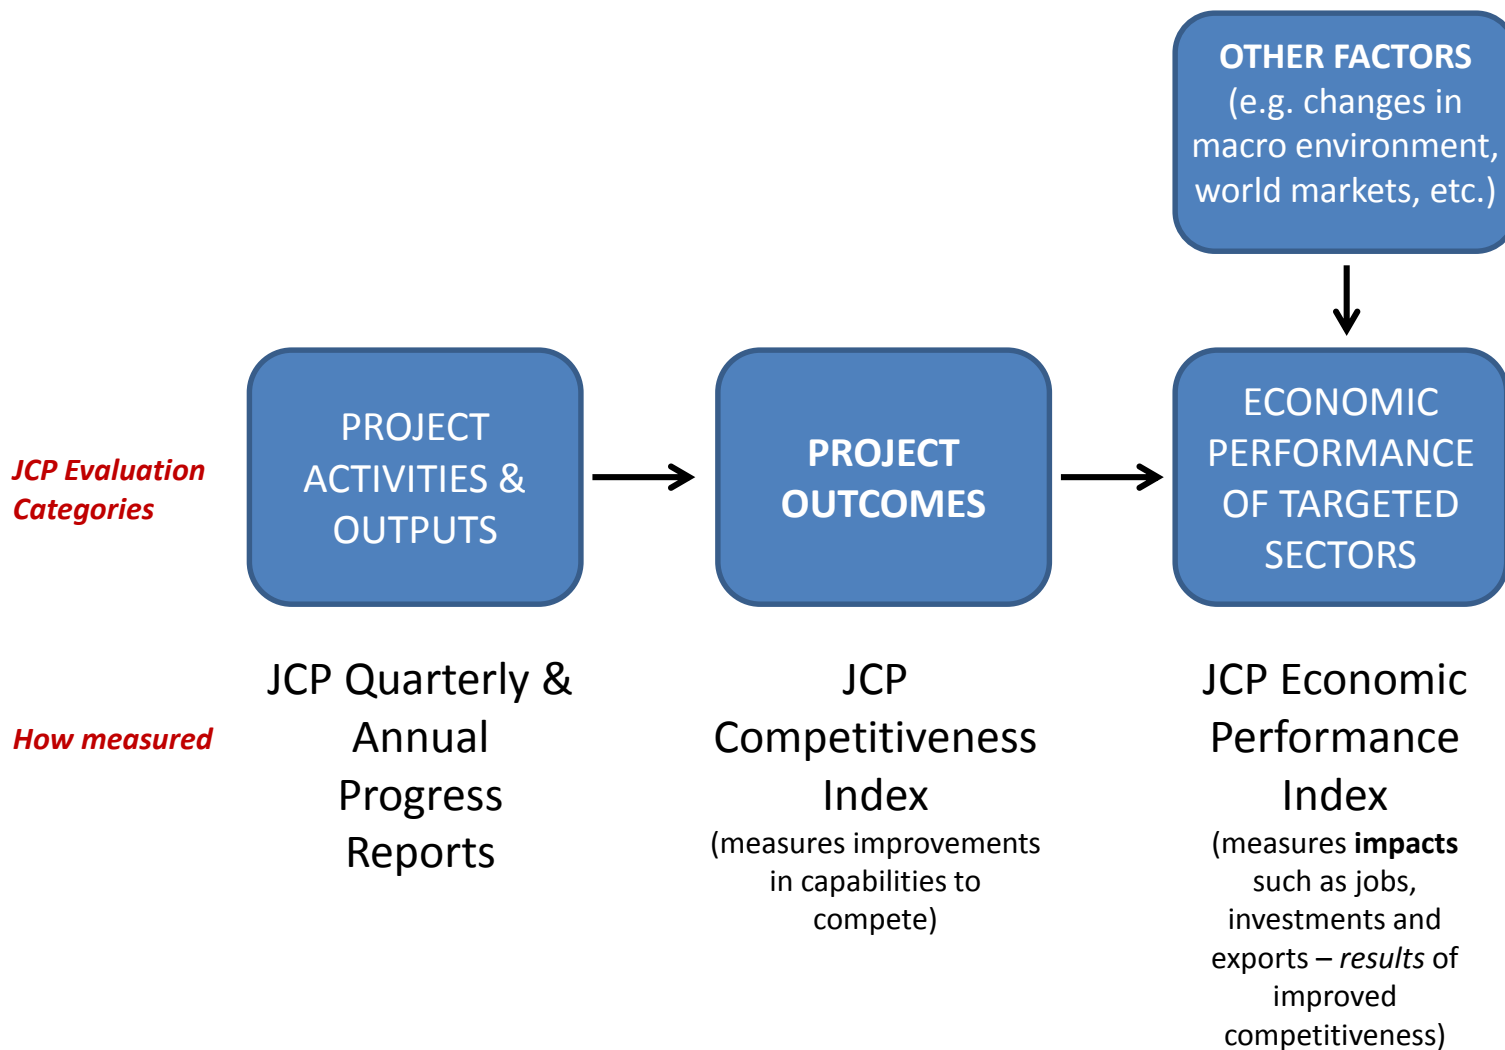 OTHER FACTORS
(e.g. changes in
macro environment,
world markets, etc.)
JCP Evaluation
Categories
PROJECT
ACTIVITIES &
OUTPUTS
PROJECT
OUTCOMES
ECONOMIC
PERFORMANCE
OF TARGETED
SECTORS
How measured
JCP Quarterly &
Annual
Progress
Reports
JCP
Competitiveness
Index
(measures improvements
in capabilities to
compete)
JCP Economic
Performance
Index
(measures impacts
such as jobs,
investments and
exports – results of
improved
competitiveness)